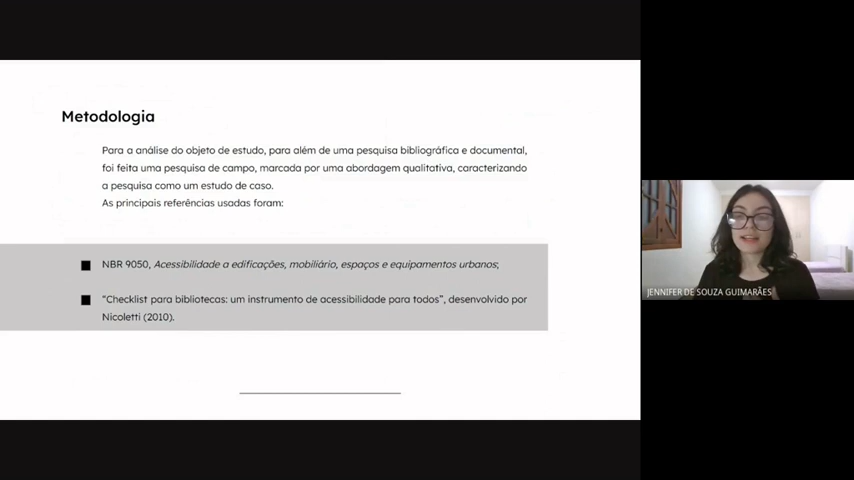 Metodologia
Para a análise do objeto de estudo, para além de uma pesquisa bibliográfica e documental,
foi feita uma pesquisa de campo, marcada por uma abordagem qualitativa, caracterizando
a pesquisa como um estudo de caso.
As principais referências usadas foram:
NBR 9050, Acessibilidade a edificações, mobiliário, espaços e equipamentos urbanos;
“Checklist para bibliotecas: um instrumento de acessibilidade para todos”, desenvolvido por
Nicoletti (2010).
JENNIFER DE SOUZA GUIMARÃES